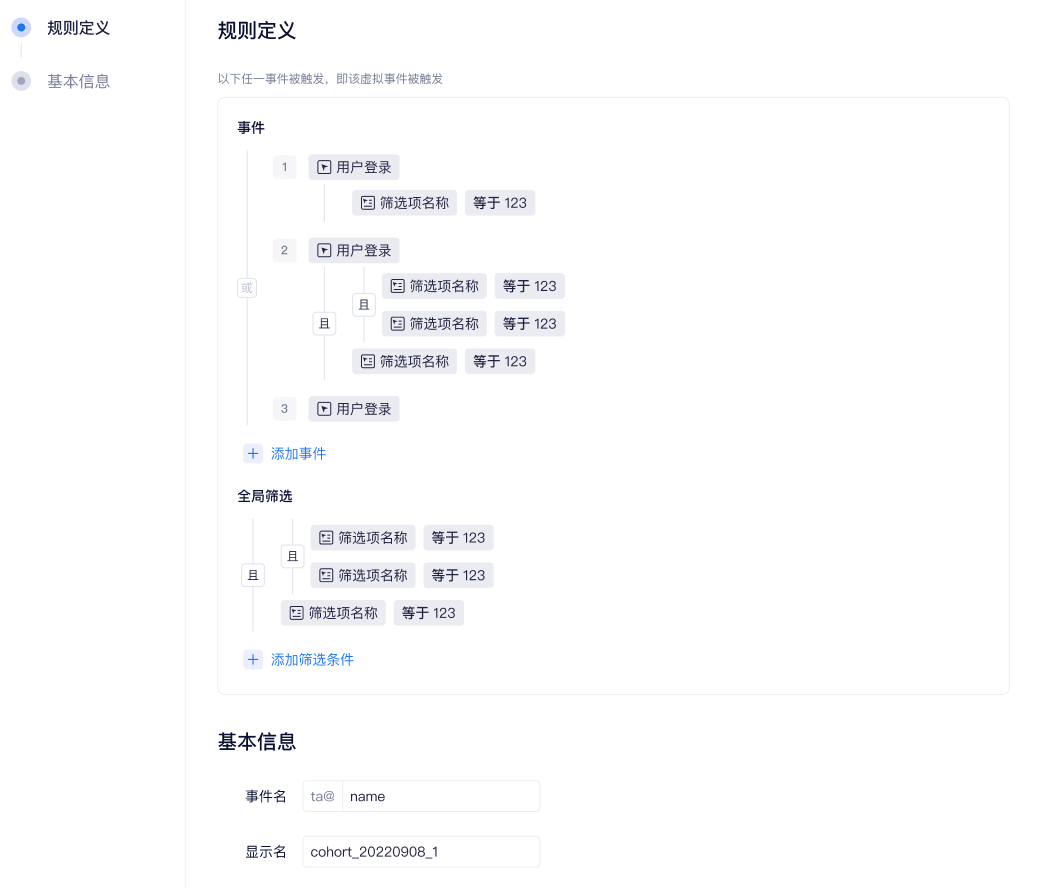 规则定义
基本信息
规则定义
以下任一事件被触发，即该虚拟事件被触发
事件
1 用户登录
筛选项名称 等于 123
2 用户登录
或
且
且
筛选项名称 等于 123
筛选项名称 等于 123
筛选项名称 等于 123
3 用户登录
添加事件
全局筛选
且
且
筛选项名称 等于 123
筛选项名称 等于 123
筛选项名称 等于 123
添加筛选条件
基本信息
事件名 ta@ name
显示名 cohort_20220908_1